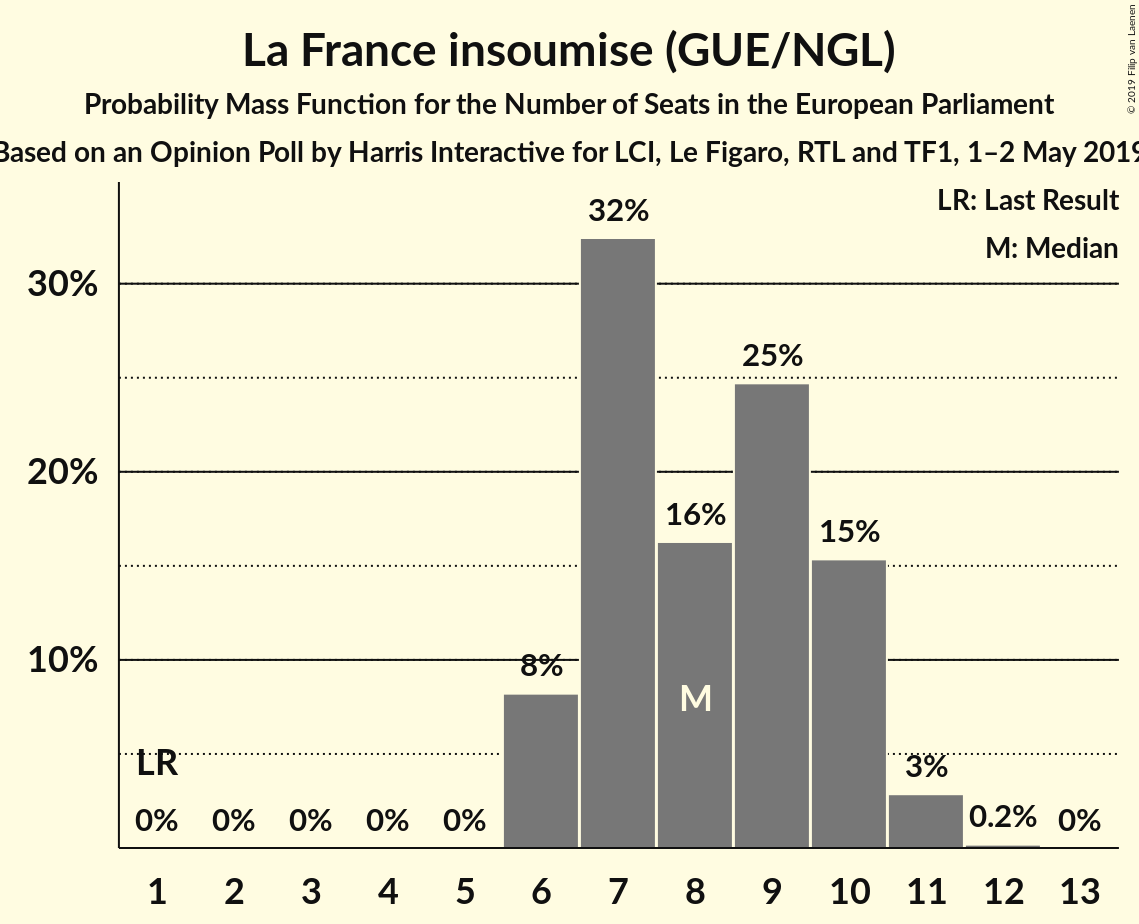 La France insoumise (GUE/NGL)
Probability Mass Function for the Number of Seats in the European Parliament
Based on an Opinion Poll by Harris Interactive for LCI, Le Figaro, RTL and TF1, 1–2 May 2019
© 2019 Filip van Laenen
LR: Last Result
M: Median
30%
20%
10%
LR
0% 0% 0% 0% 0% 8% 32% 16% 25% 15% 3% 0.2% 0%
M
1 2 3 4 5 6 7 8 9 10 11 12 13